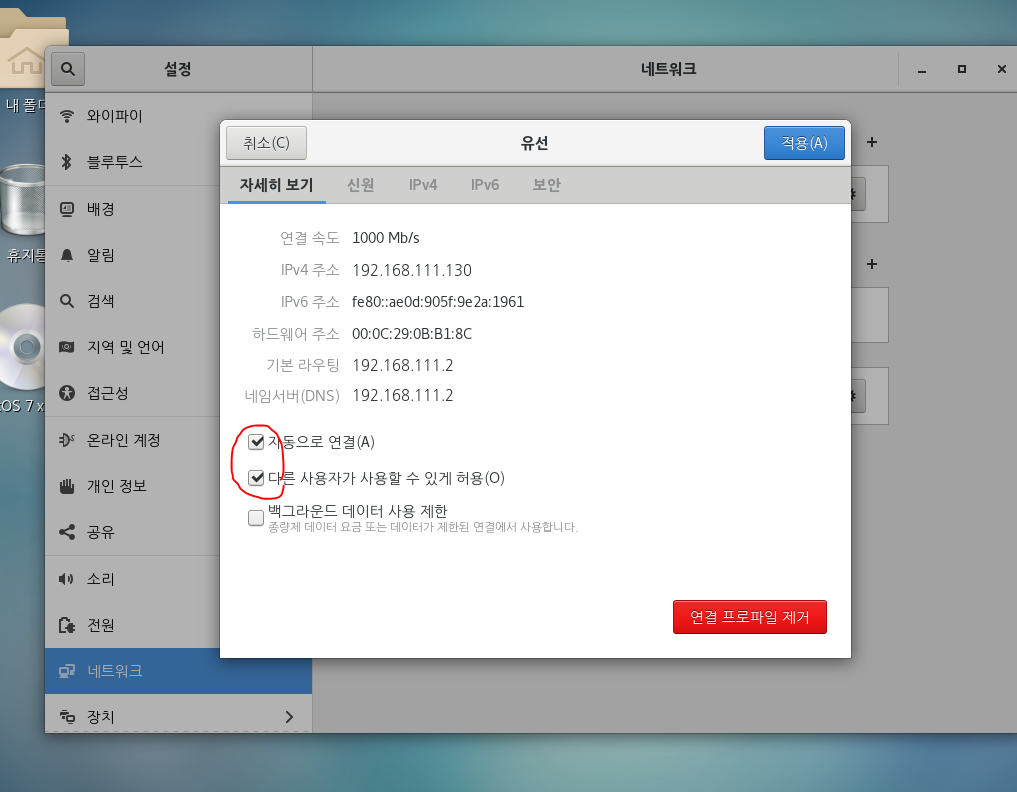 설정
네트워크
내 폴
휴지통
OS 7 x
와이파이
블루투스
배경
알림
검색
지역 및 언어
접근성
온라인 계정
개인 정보
공유
소리
전원
네트워크
장치
취소(C)
유선
적용(A)
자세히 보기 신원 IPv4 IPv6 보안
연결 속도 1000 Mb/s
IPv4 주소 192.168.111.130
IPv6 주소 fe80::ae0d:905f:9e2a:1961
하드웨어 주소 00:0C:29:0B:B1:8C
기본 라우팅 192.168.111.2
네임서버(DNS) 192.168.111.2
자동으로 연결(A)
다른 사용자가 사용할 수 있게 허용(O)
백그라운드 데이터 사용 제한
종량제 데이터 요금 또는 데이터가 제한된 연결에서 사용합니다.
연결 프로파일 제거